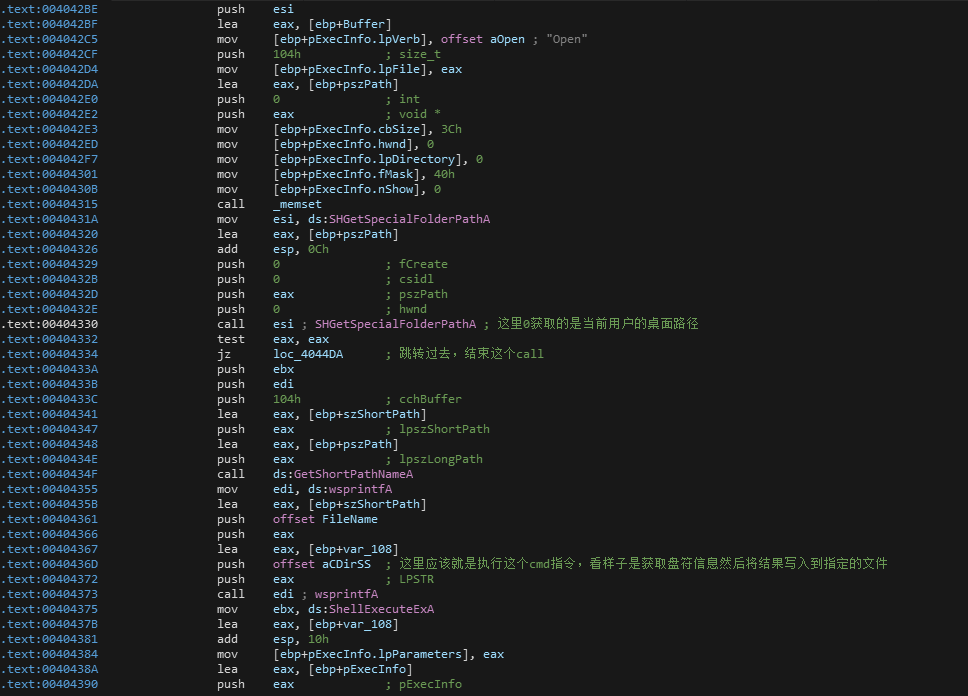 .text:004042BE push esi
.text:004042BF lea eax, [ebp+Buffer]
.text:004042C5 mov [ebp+pExecInfo.lpVerb], offset aOpen ; "Open"
.text:004042CF push 104h ; size_t
.text:004042D4 mov [ebp+pExecInfo.lpFile], eax
.text:004042DA lea eax, [ebp+pszPath]
.text:004042E0 push 0 ; int
.text:004042E2 push eax ; void *
.text:004042E3 mov [ebp+pExecInfo.cbSize], 3Ch
.text:004042ED mov [ebp+pExecInfo.hwnd], 0
.text:004042F7 mov [ebp+pExecInfo.lpDirectory], 0
.text:00404301 mov [ebp+pExecInfo.fMask], 40h
.text:0040430B mov [ebp+pExecInfo.nShow], 0
.text:00404315 call _memset
.text:0040431A mov esi, ds:SHGetSpecialFolderPathA
.text:00404320 lea eax, [ebp+pszPath]
.text:00404326 add esp, 0Ch
.text:00404329 push 0 ; fCreate
.text:0040432B push 0 ; csidl
.text:0040432D push eax ; pszPath
.text:0040432E push 0 ; hwnd
.text:00404330 call esi ; SHGetSpecialFolderPathA ; 这里0获取的是当前用户的桌面路径
.text:00404332 test eax, eax
.text:00404334 jz loc_4044DA ; 跳转过去，结束这个call
.text:0040433A push ebx
.text:0040433B push edi
.text:0040433C push 104h ; cchBuffer
.text:00404341 lea eax, [ebp+szShortPath]
.text:00404347 push eax ; lpszShortPath
.text:00404348 lea eax, [ebp+pszPath]
.text:0040434E push eax ; lpszLongPath
.text:0040434F call ds:GetShortPathNameA
.text:00404355 mov edi, ds:wsprintfA
.text:0040435B lea eax, [ebp+szShortPath]
.text:00404361 push offset FileName
.text:00404366 push eax
.text:00404367 lea eax, [ebp+var_108]
.text:0040436D push offset aCDirSS ; 这里应该就是执行这个cmd指令，看样子是获取盘符信息然后将结果写入到指定的文件
.text:00404372 push eax ; LPSTR
.text:00404373 call edi ; wsprintfA
.text:00404375 mov ebx, ds:ShellExecuteExA
.text:0040437B lea eax, [ebp+var_108]
.text:00404381 add esp, 10h
.text:00404384 mov [ebp+pExecInfo.lpParameters], eax
.text:0040438A lea eax, [ebp+pExecInfo]
.text:00404390 push eax ; pExecInfo